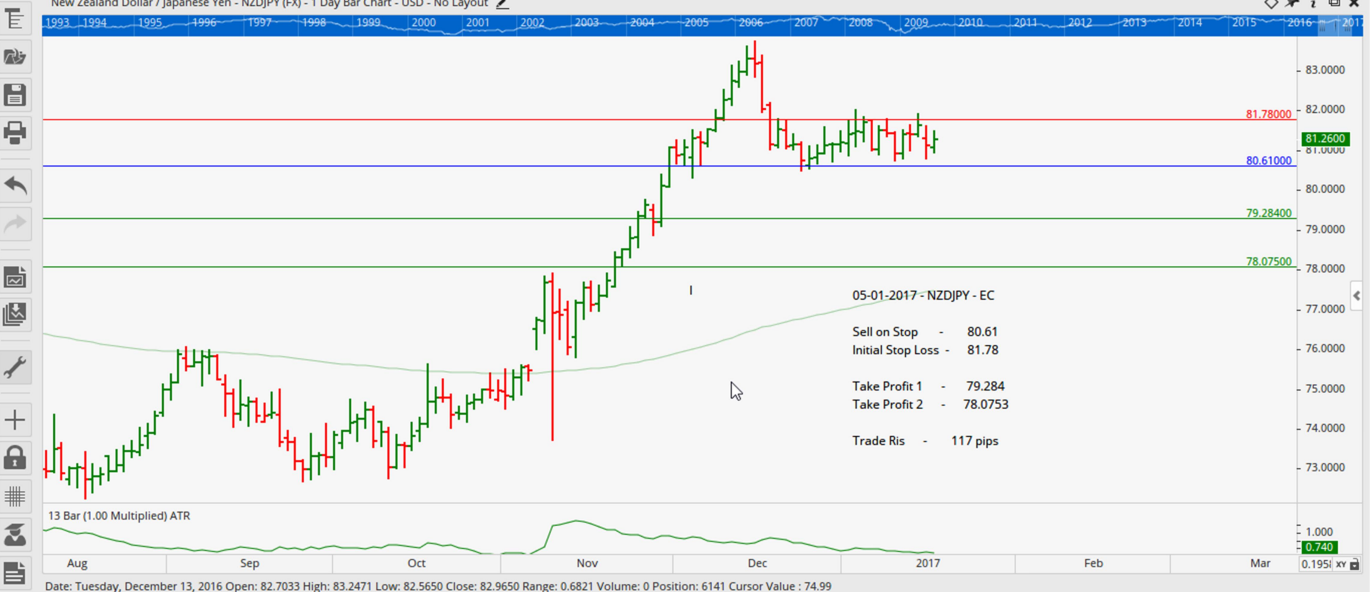 New Zealand Dollar / Japanese Yen - NZDJPY (FX) - 1 Day Bar Chart - USD - No Layout
1993 1994 1995 1996 1997 1998 1999 2000 2001 2002 2003 2004 2005 2006 2007 2008 2009 2010 2011 2012 2013 2014 2015 2016 2017
83.0000
82.0000
81.78000
81.2600
81.0000
80.61000
80.0000
79.28400
79.0000
78.07500
78.0000
77.0000
76.0000
75.0000
74.0000
73.0000
05-01-2017 - NZDJPY - EC
Sell on Stop - 80.61
Initial Stop Loss - 81.78
Take Profit 1 - 79.284
Take Profit 2 - 78.0753
Trade Ris - 117 pips
13 Bar (1.00 Multiplied) ATR
1.000
0.740
Aug Sep Oct Nov Dec 2017 Feb Mar
XY
Date: Tuesday, December 13, 2016 Open: 82.7033 High: 83.2471 Low: 82.5650 Close: 82.9650 Range: 0.6821 Volume: 0 Position: 6141 Cursor Value : 74.99